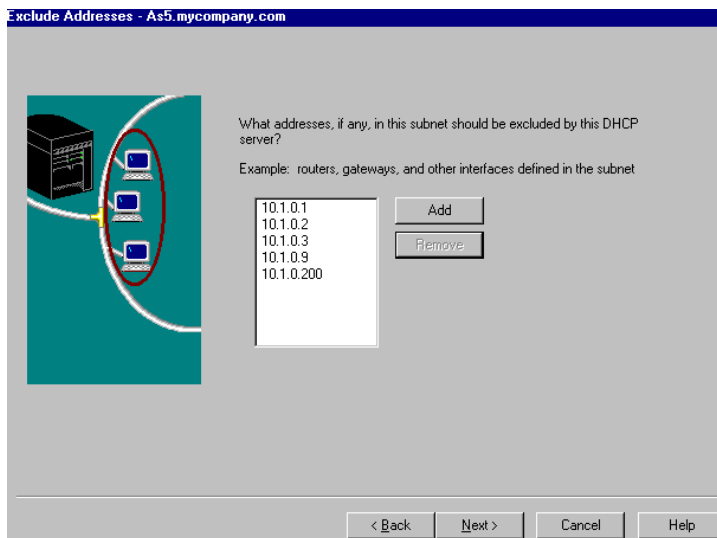 Exclude Addresses - As5.mycompany.com
What addresses, if any, in this subnet should be excluded by this DHCP
server?
Example: routers, gateways, and other interfaces defined in the subnet
10.1.0.1
10.1.0.2
10.1.0.3
10.1.0.9
10.1.0.200
Add
Remove
< Back
Next >
Cancel
Help